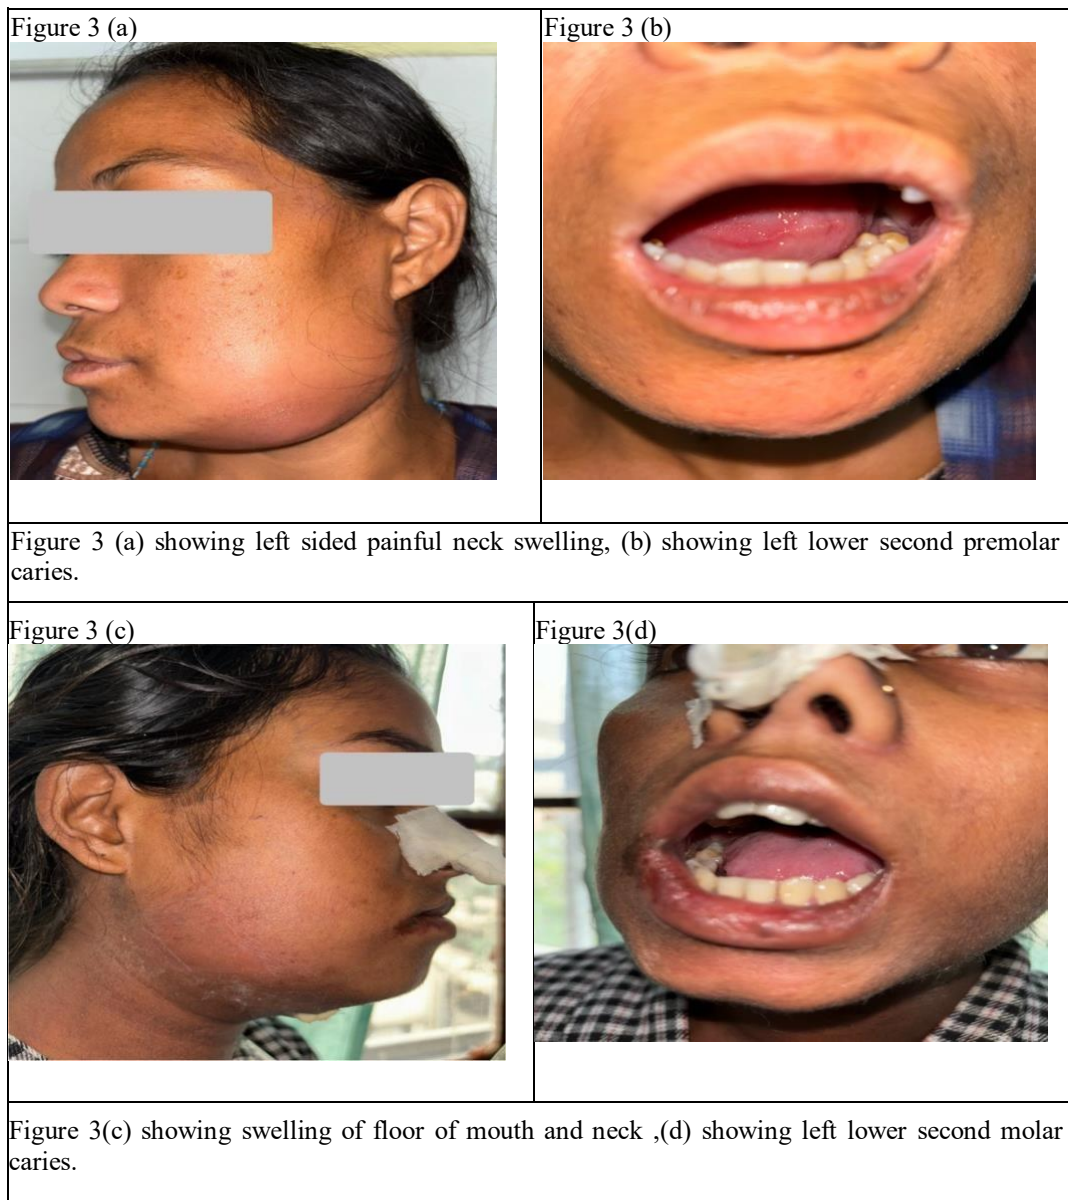 Figure 3 (a)
Figure 3 (b)
Figure 3 (a) showing left sided painful neck swelling, (b) showing left lower second premolar
caries.
Figure 3 (c)
Figure 3(d)
Figure 3(c) showing swelling of floor of mouth and neck ,(d) showing left lower second molar
caries.